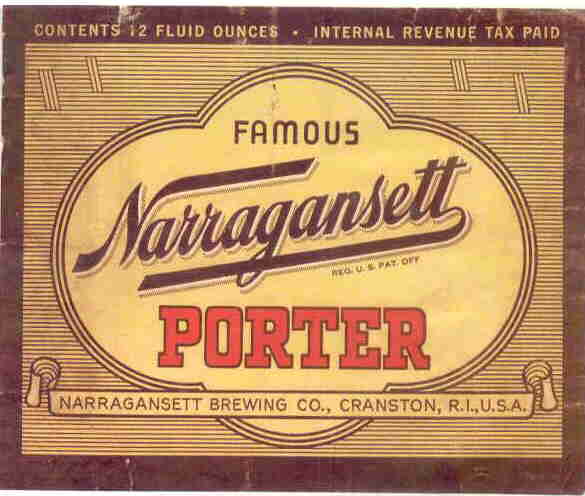 CONTENTS 12 FLUID OUNCES • INTERNAL REVENUE TAX PAID
FAMOUS
Narragansett
REG. U. S. PAT. OFF
PORTER
NARRAGANSETT BREWING CO., CRANSTON, R.I., U.S.A.